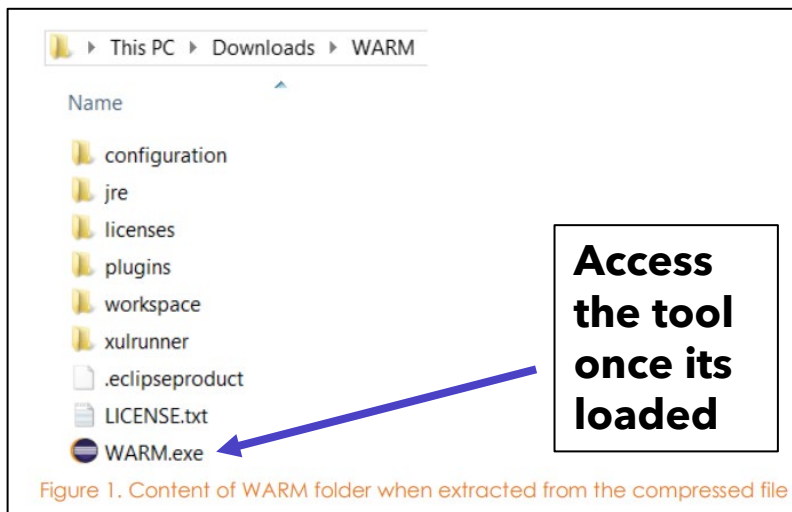 This PC Downloads WARM
Name
configuration
jre
licenses
plugins
workspace
xulrunner
.eclipseproduct
LICENSE.txt
WARM.exe
Access
the tool
once its
loaded
Figure 1. Content of WARM folder when extracted from the compressed file